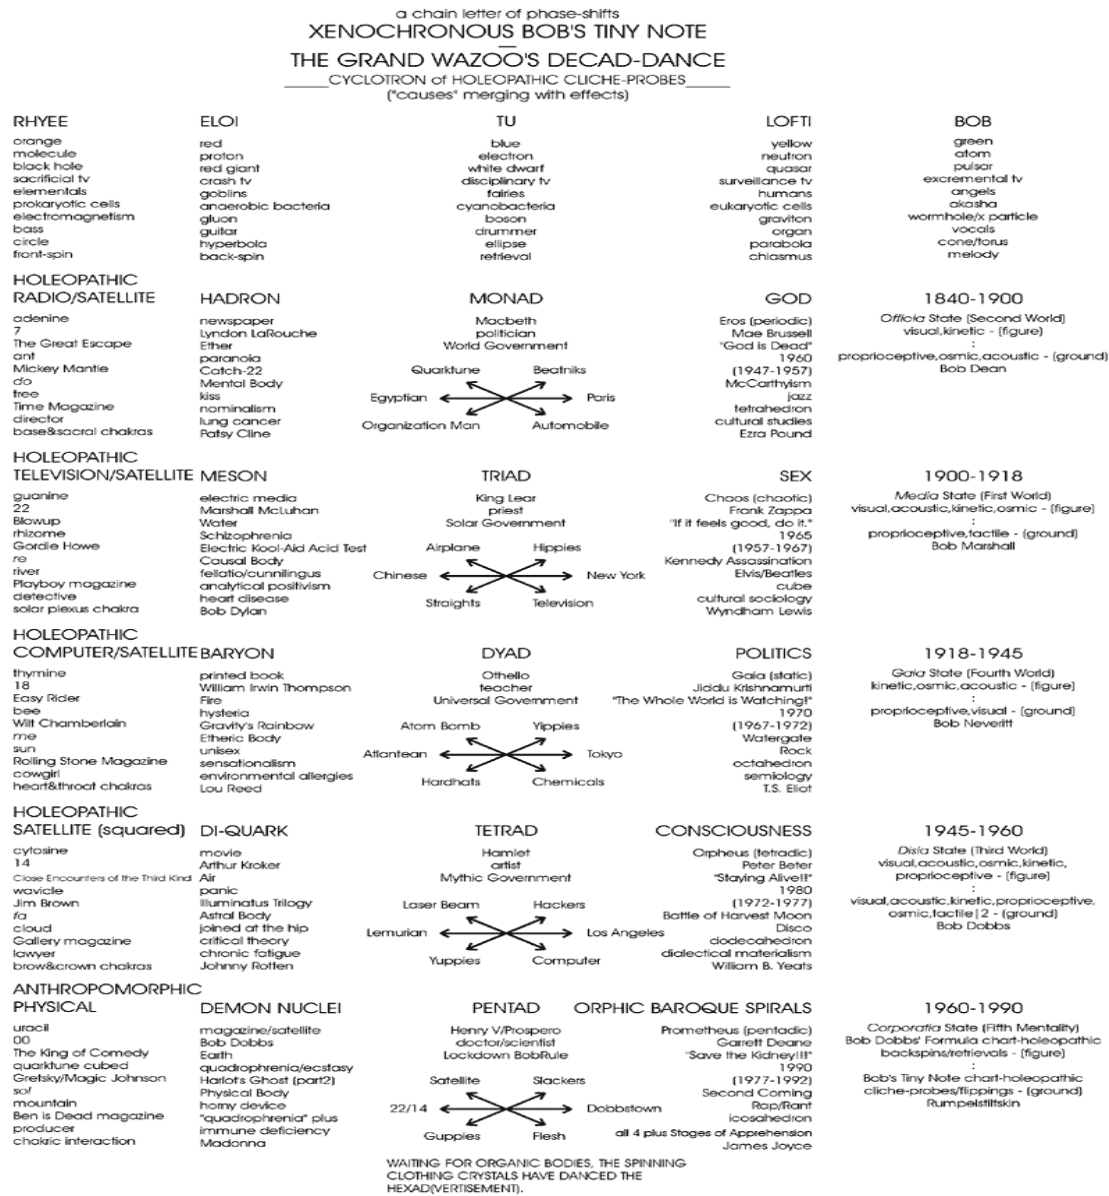 a chain letter of phase-shifts
XENOCHRONOUS BOB'S TINY NOTE
—
THE GRAND WAZOO'S DECAD-DANCE
_____CYCLOTRON of HOLEOPATHIC CLICHE-PROBES_____
("causes" merging with effects)
RHYEE ELOI TU LOFTI BOB
orange red blue yellow green
molecule proton electron neutron atom
black hole red giant white dwarf quasar pulsar
sacrificial tv crash tv disciplinary tv surveillance tv excremental tv
elementals goblins fairies humans angels
prokaryotic cells anaerobic bacteria cyanobacteria eukaryotic cells akasha
electromagnetism gluon boson graviton wormhole/x particle
bass guitar drummer organ vocals
circle hyperbola ellipse parabola cone/torus
front-spin back-spin retrieval chiasmus melody
HOLEOPATHIC
RADIO/SATELLITE HADRON MONAD GOD 1840-1900
adenine newspaper Macbeth Eros (periodic) Officia State (Second World)
7 Lyndon LaRouche politician Mae Brussell visual,kinetic - (figure)
The Great Escape Ether World Government "God is Dead" :
ant paranoia 1960 proprioceptive,osmic,acoustic - (ground)
Mickey Mantle Catch-22 Quarktune Beatniks (1947-1957) Bob Dean
do Mental Body McCarthyism
tree kiss Egyptian Paris jazz
Time Magazine nominalism tetrahedron
director lung cancer Organization Man Automobile cultural studies
base&sacral chakras Patsy Cline Ezra Pound
HOLEOPATHIC
TELEVISION/SATELLITE MESON TRIAD SEX 1900-1918
guanine electric media King Lear Chaos (chaotic) Media State (First World)
22 Marshall McLuhan priest Frank Zappa visual,acoustic,kinetic,osmic - (figure)
Blowup Water Solar Government "If it feels good, do it." :
rhizome Schizophrenia 1965 proprioceptive,tactile - (ground)
Gordie Howe Electric Kool-Aid Acid Test Airplane Hippies (1957-1967) Bob Marshall
re Causal Body Kennedy Assassination
river fellatio/cunnilingus Chinese New York Elvis/Beatles
Playboy magazine analytical positivism cube
detective heart disease Straights Television cultural sociology
solar plexus chakra Bob Dylan Wyndham Lewis
HOLEOPATHIC
COMPUTER/SATELLITE BARYON DYAD POLITICS 1918-1945
thymine printed book Othello Gaia (static) Gaia State (Fourth World)
18 William Irwin Thompson teacher Jiddu Krishnamurti kinetic,osmic,acoustic - (figure)
Easy Rider Fire Universal Government "The Whole World is Watching!" :
bee hysteria 1970 proprioceptive,visual - (ground)
Wilt Chamberlain Gravity's Rainbow Atom Bomb Yippies (1967-1972) Bob Neveritt
me Etheric Body Watergate
sun unisex Atlantean Tokyo Rock
Rolling Stone Magazine sensationalism octahedron
cowgirl environmental allergies Hardhats Chemicals semiology
heart&throat chakras Lou Reed T.S. Eliot
HOLEOPATHIC
SATELLITE (squared) DI-QUARK TETRAD CONSCIOUSNESS 1945-1960
cytosine movie Hamlet Orpheus (tetradic) Disia State (Third World)
14 Arthur Kroker artist Peter Beter visual,acoustic,osmic,kinetic,
Close Encounters of the Third Kind Air Mythic Government "Staying Alive!!" proprioceptive - (figure)
wavicle panic 1980 :
Jim Brown Illuminatus Trilogy Laser Beam Hackers (1972-1977) visual,acoustic,kinetic,proprioceptive,
fa Astral Body Battle of Harvest Moon osmic,tactile|2 - (ground)
cloud joined at the hip Lemurian Los Angeles Disco Bob Dobbs
Gallery magazine critical theory dodecahedron
lawyer chronic fatigue Yuppies Computer dialectical materialism
brow&crown chakras Johnny Rotten William B. Yeats
ANTHROPOMORPHIC
PHYSICAL DEMON NUCLEI PENTAD ORPHIC BAROQUE SPIRALS 1960-1990
uracil magazine/satellite Henry V/Prospero Prometheus (pentadic) Corporatia State (Fifth Mentality)
00 Bob Dobbs doctor/scientist Garrett Deane Bob Dobbs' Formula chart-holeopathic
The King of Comedy Earth Lockdown BobRule "Save the Kidney!!!" backspins/retrievals - (figure)
quarktune cubed quadrophrenia/ecstasy 1990 :
Gretsky/Magic Johnson Harlot's Ghost (part2) Satellite Slackers (1977-1992) Bob's Tiny Note chart-holeopathic
sol Physical Body Second Coming cliche-probes/flippings - (ground)
mountain horny device 22/14 Dobbstown Rap/Rant Rumpelstiltskin
Ben is Dead magazine "quadrophrenia" plus icosahedron
producer immune deficiency Guppies Flesh all 4 plus Stages of Apprehension
chakric interaction Madonna James Joyce
WAITING FOR ORGANIC BODIES, THE SPINNING
CLOTHING CRYSTALS HAVE DANCED THE
HEXAD(VERTISEMENT).